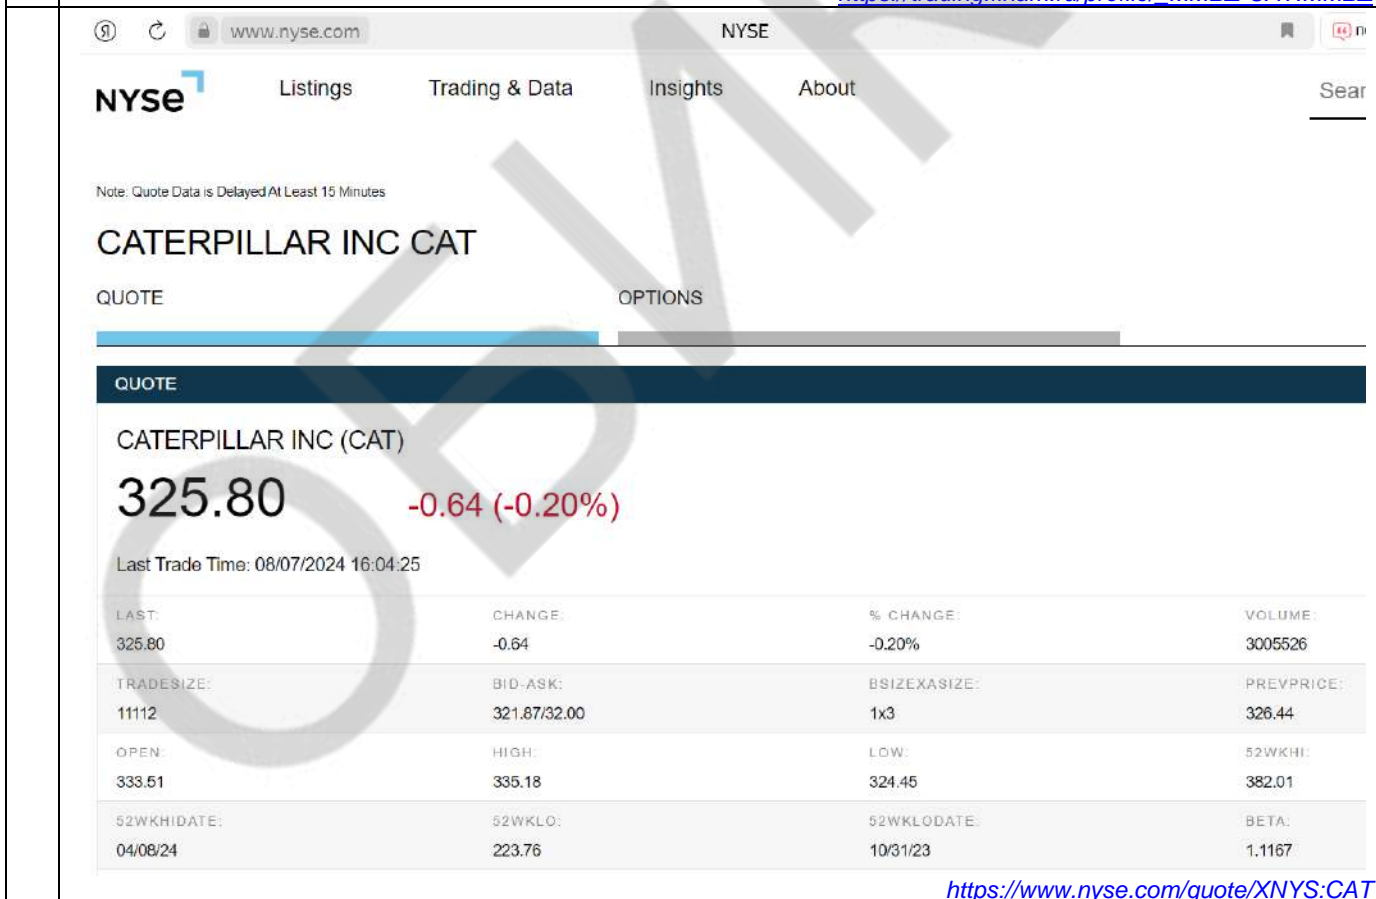 www.nyse.com NYSE
NYSE Listings Trading & Data Insights About Sear
Note: Quote Data is Delayed At Least 15 Minutes
CATERPILLAR INC CAT
QUOTE OPTIONS
QUOTE
CATERPILLAR INC (CAT)
325.80 -0.64 (-0.20%)
Last Trade Time: 08/07/2024 16:04:25
LAST: CHANGE: % CHANGE: VOLUME:
325.80 -0.64 -0.20% 3005526
TRADESIZE: BID-ASK: BSIZEXASIZE: PREVPRICE:
11112 321.87/32.00 1x3 326.44
OPEN: HIGH: LOW: 52WKHI:
333.51 335.18 324.45 382.01
52WKHIDATE: 52WKLO: 52WKLODATE: BETA:
04/08/24 223.76 10/31/23 1.1167
https://www.nyse.com/quote/XNYS:CAT